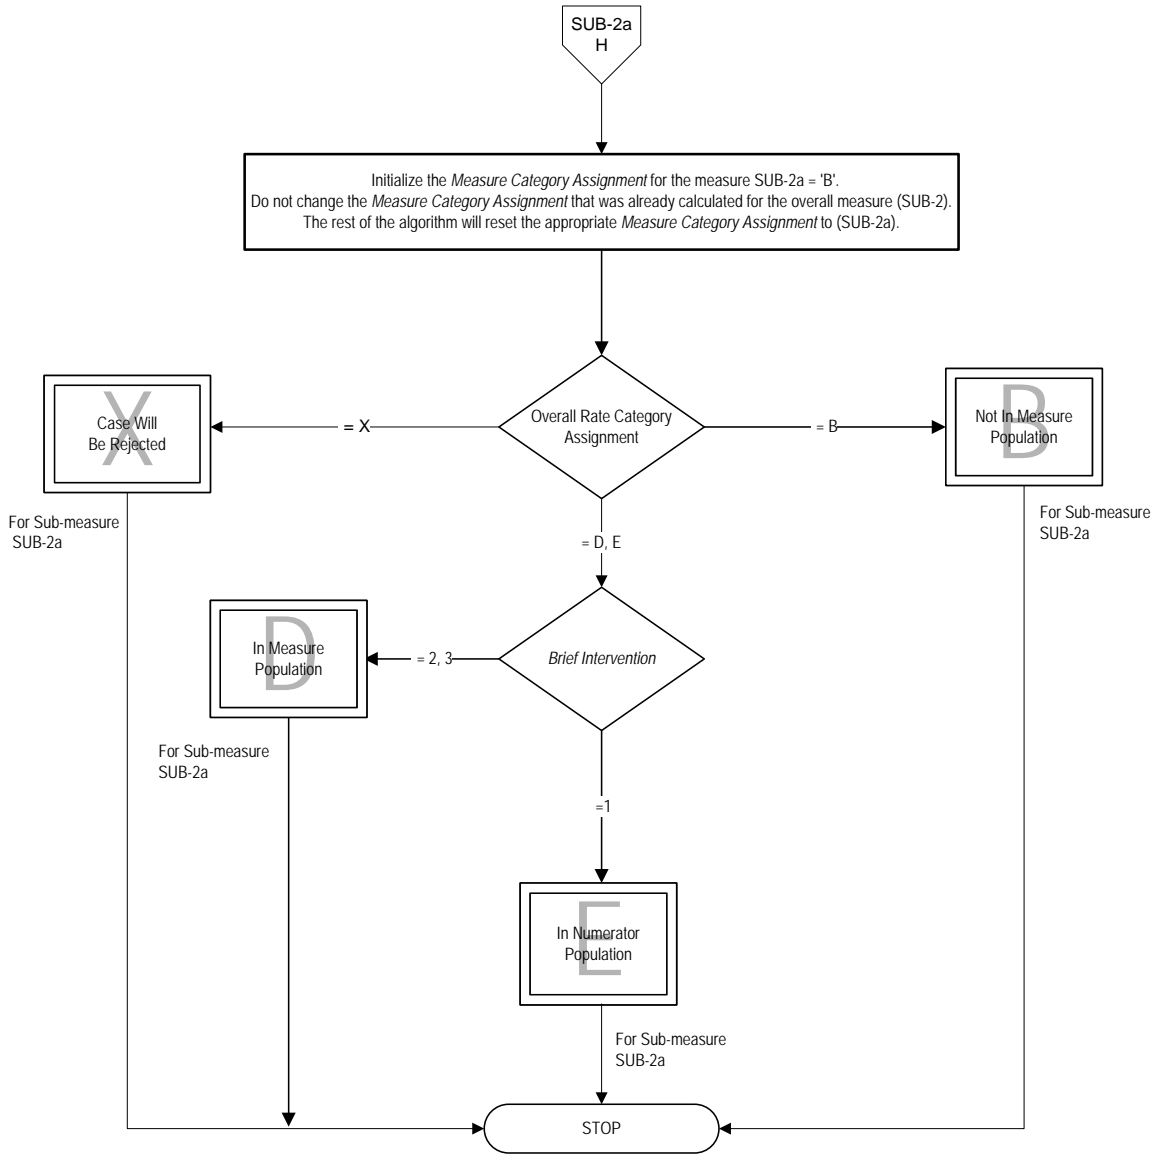 SUB-2a
H
Initialize the Measure Category Assignment for the measure SUB-2a = 'B'.
Do not change the Measure Category Assignment that was already calculated for the overall measure (SUB-2).
The rest of the algorithm will reset the appropriate Measure Category Assignment to (SUB-2a).
Overall Rate Category
Assignment
= X
= B
X
Case Will
Be Rejected
B
Not In Measure
Population
For Sub-measure
SUB-2a
For Sub-measure
SUB-2a
= D, E
Brief Intervention
= 2, 3
D
In Measure
Population
For Sub-measure
SUB-2a
=1
E
In Numerator
Population
For Sub-measure
SUB-2a
STOP